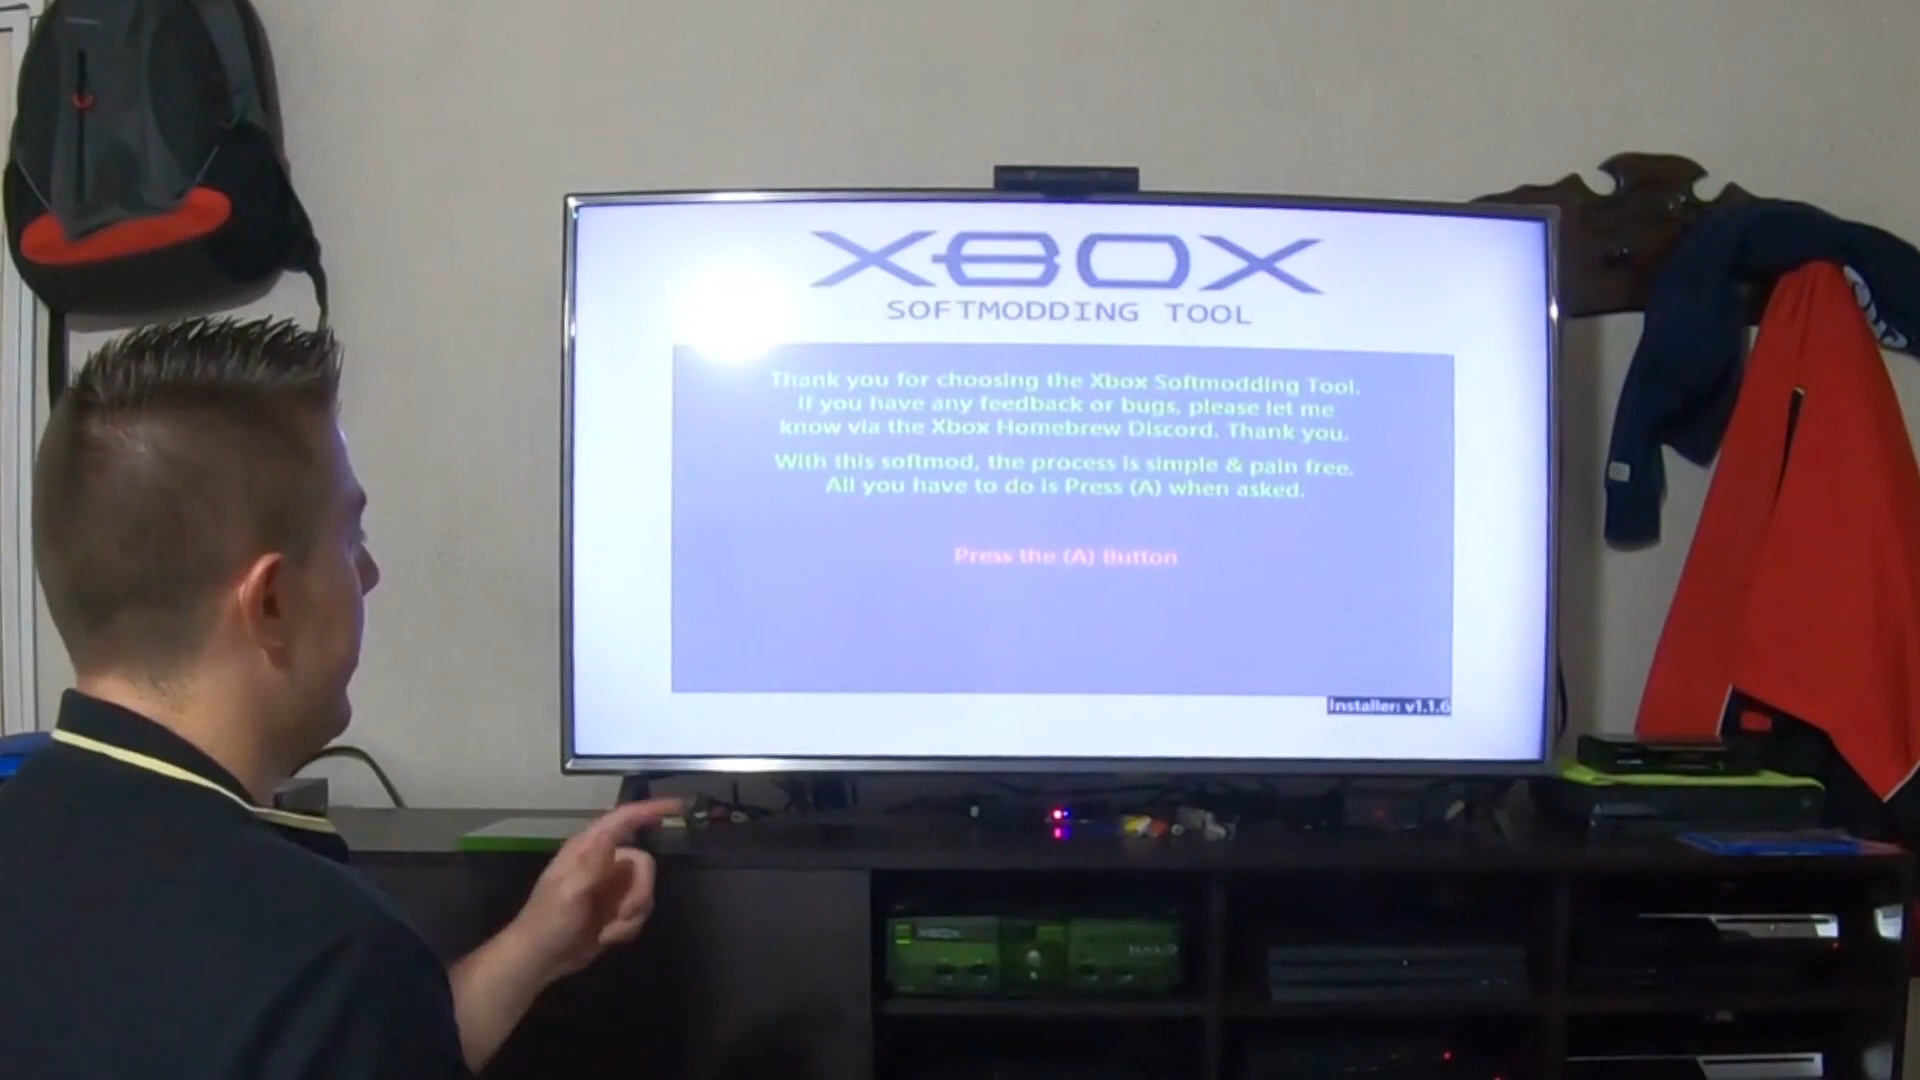 XBOX
SOFTMODDING TOOL
Thank you for choosing the Xbox Softmodding Tool.
If you have any feedback or bugs, please let me
know via the Xbox Homebrew Discord. Thank you.
With this softmod, the process is simple & pain free.
All you have to do is Press (A) when asked.
Press the (A) Button
Installer: v1.1.6
XBOX
HALO